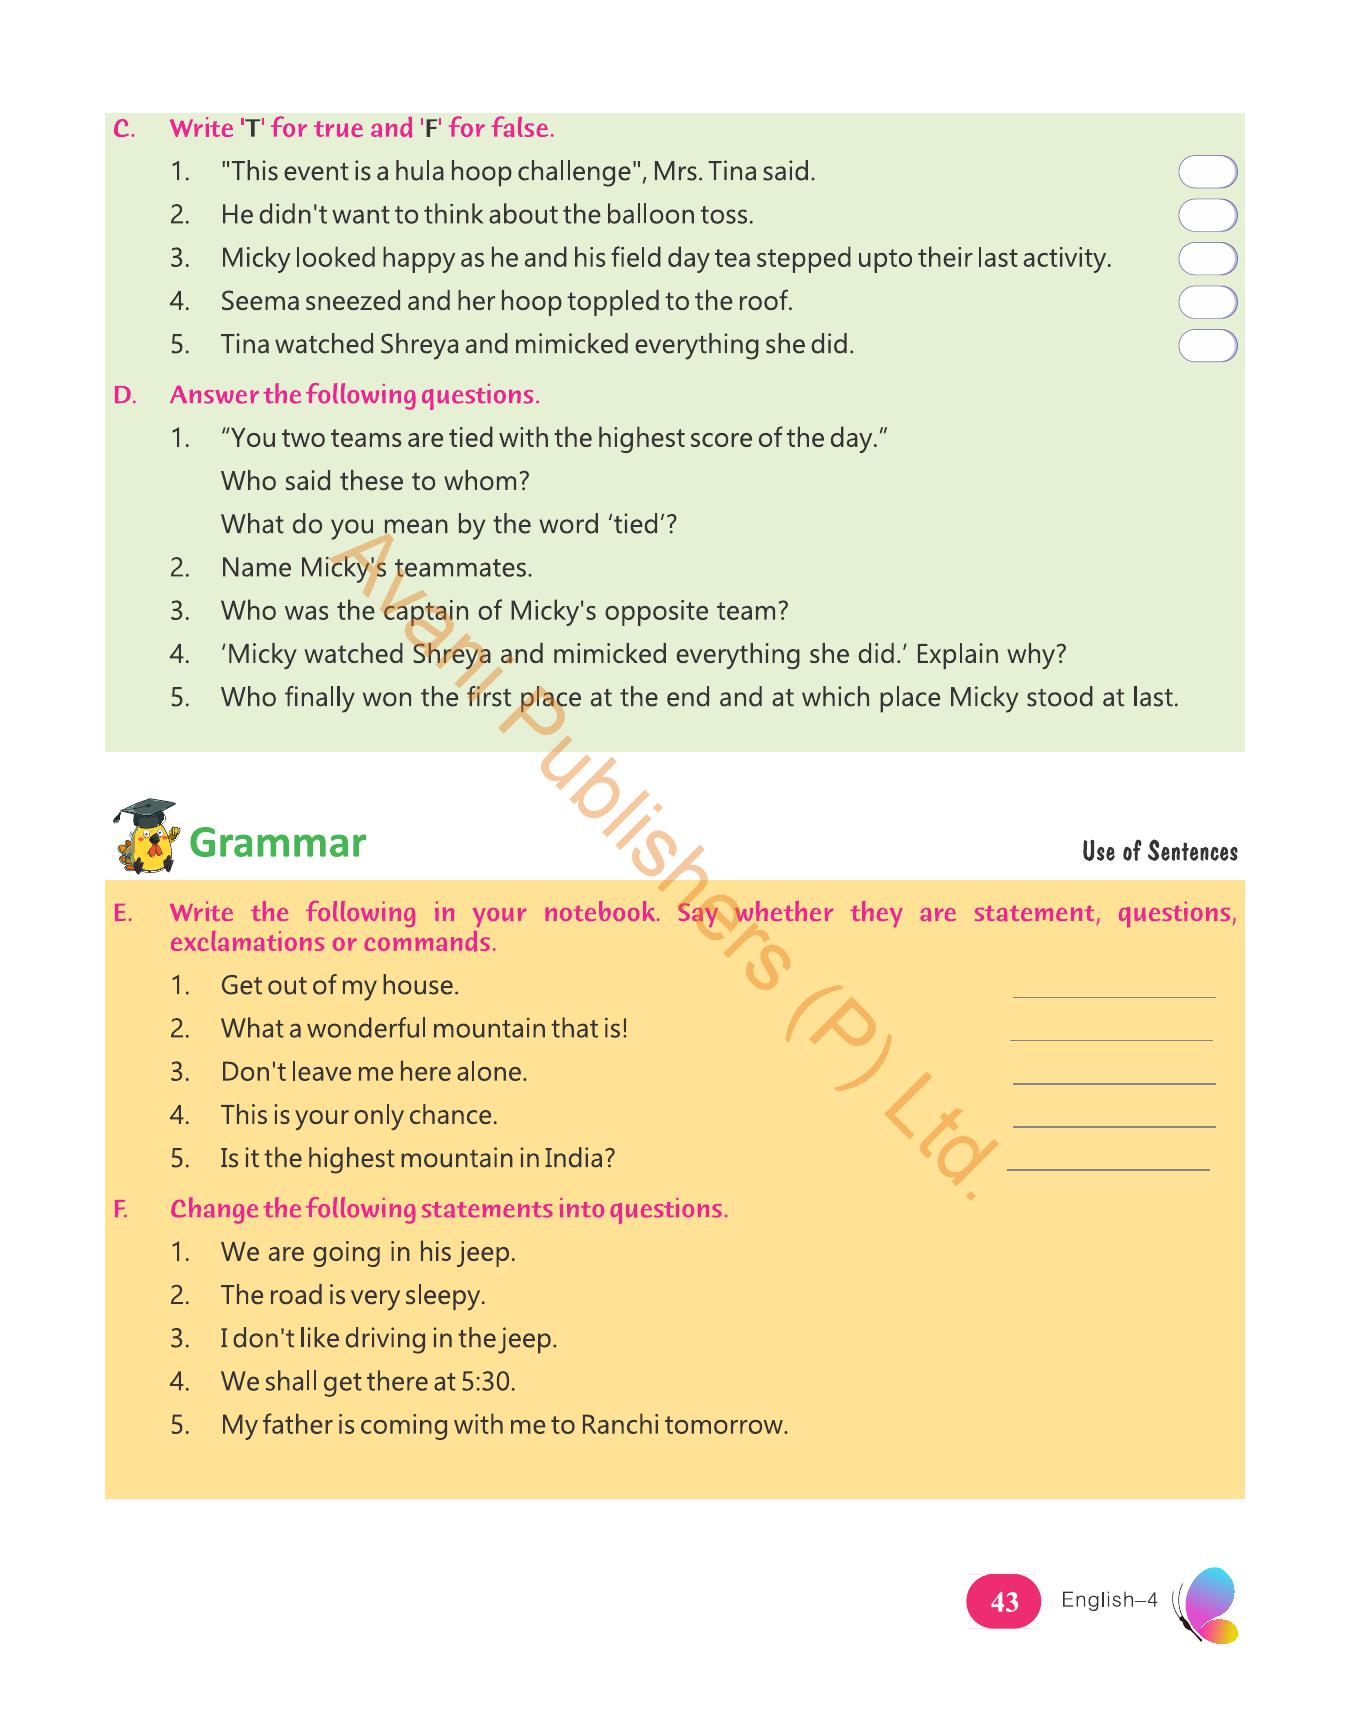 C. Write 'T' for true and 'F' for false.
1. "This event is a hula hoop challenge", Mrs. Tina said.
2. He didn't want to think about the balloon toss.
3. Micky looked happy as he and his field day tea stepped upto their last activity.
4. Seema sneezed and her hoop toppled to the roof.
5. Tina watched Shreya and mimicked everything she did.
D. Answer the following questions.
1. “You two teams are tied with the highest score of the day.”
Who said these to whom?
What do you mean by the word ‘tied’?
2. Name Micky's teammates.
3. Who was the captain of Micky's opposite team?
4. ‘Micky watched Shreya and mimicked everything she did.’ Explain why?
5. Who finally won the first place at the end and at which place Micky stood at last.
Avani Publishers (P) Ltd.
Grammar
Use of Sentences
E. Write the following in your notebook. Say whether they are statement, questions,
exclamations or commands.
1. Get out of my house.
2. What a wonderful mountain that is!
3. Don't leave me here alone.
4. This is your only chance.
5. Is it the highest mountain in India?
F. Change the following statements into questions.
1. We are going in his jeep.
2. The road is very sleepy.
3. I don't like driving in the jeep.
4. We shall get there at 5:30.
5. My father is coming with me to Ranchi tomorrow.
43 English–4